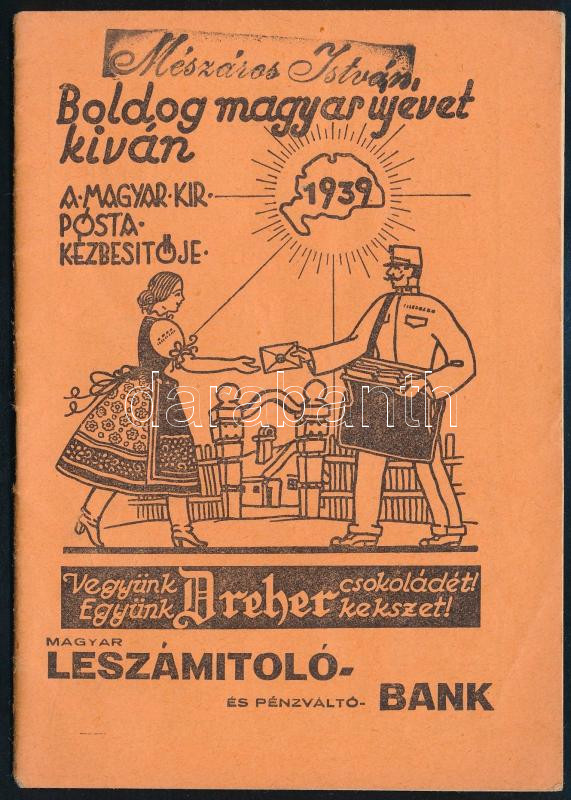 Mészáros István
Boldog magyar újévet
kíván
1939
A·MAGYAR·KIR·
PÓSTA·
KÉZBESITŐJE·
darabanth
Vegyünk Dreher csokoládét!
Együnk kekszet!
MAGYAR
LESZÁMITOLÓ-
ÉS PÉNZVÁLTÓ- BANK